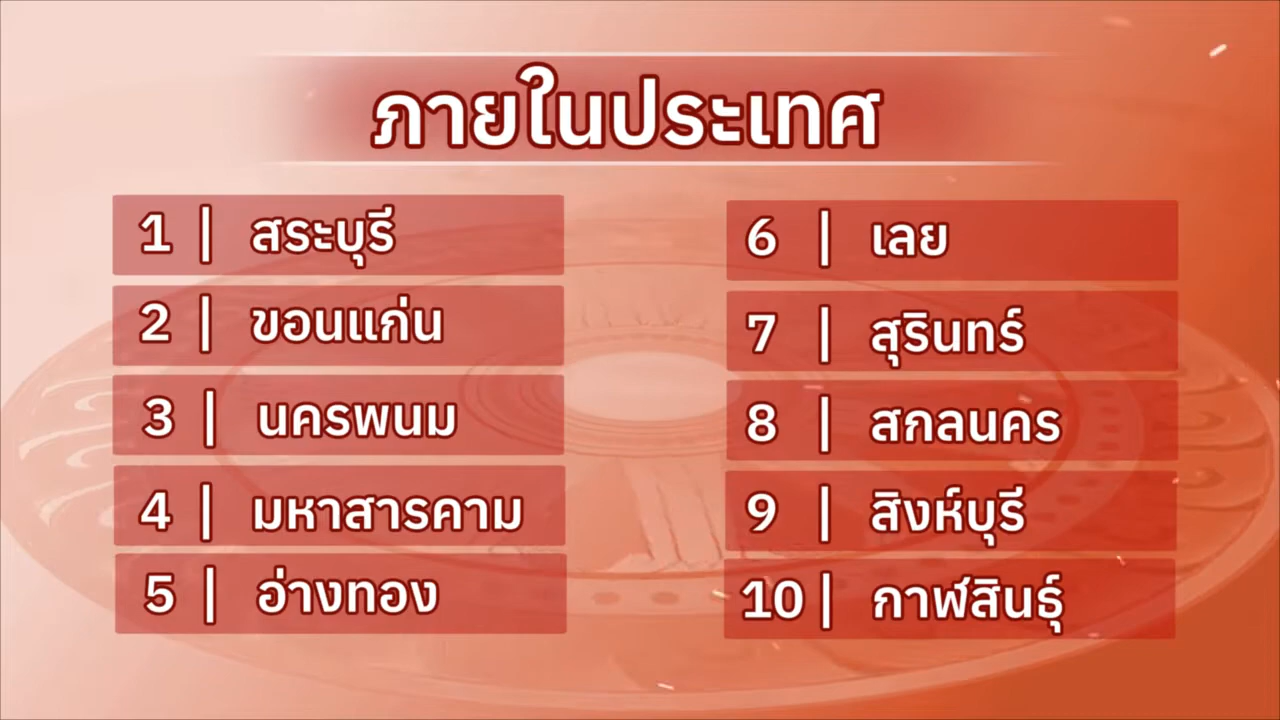 ภายในประเทศ
1 | สระบุรี
2 | ขอนแก่น
3 | นครพนม
4 | มหาสารคาม
5 | อ่างทอง
6 | เลย
7 | สุรินทร์
8 | สกลนคร
9 | สิงห์บุรี
10 | กาฬสินธุ์